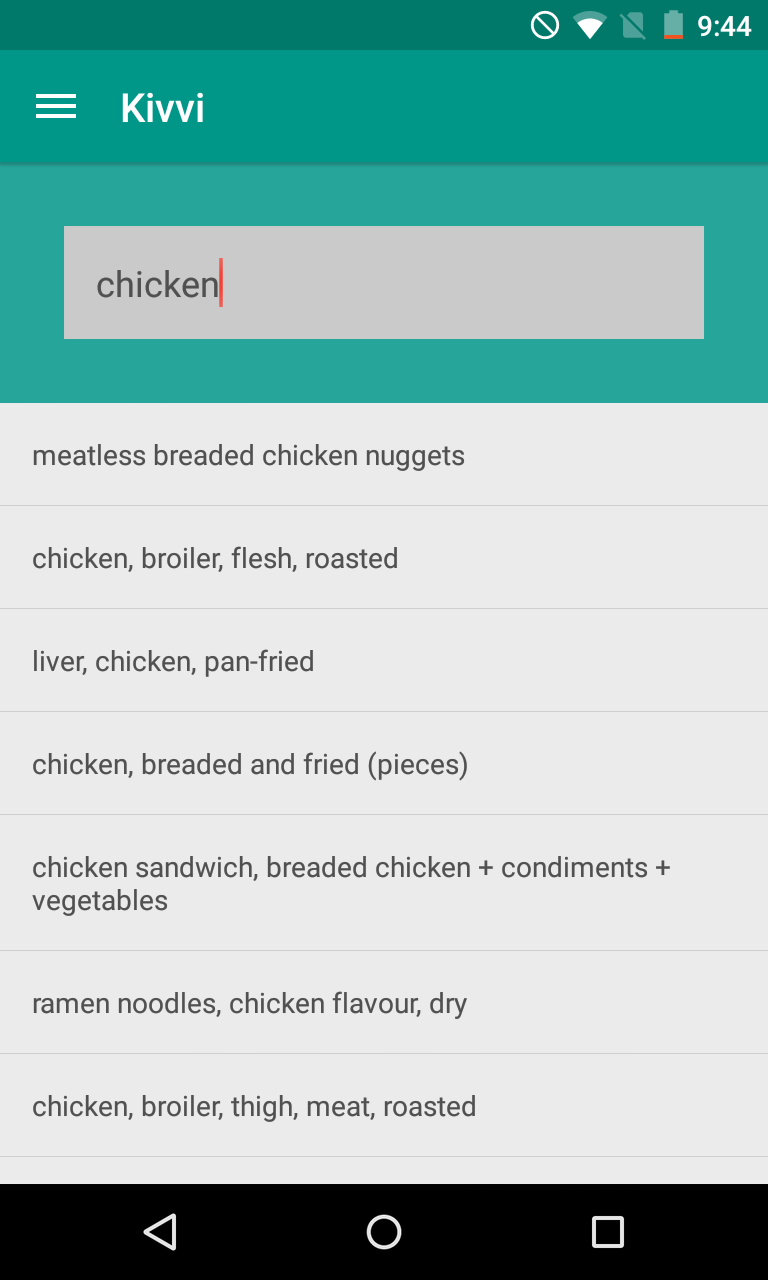 9:44
Kivvi
chicken
meatless breaded chicken nuggets
chicken, broiler, flesh, roasted
liver, chicken, pan-fried
chicken, breaded and fried (pieces)
chicken sandwich, breaded chicken + condiments +
vegetables
ramen noodles, chicken flavour, dry
chicken, broiler, thigh, meat, roasted